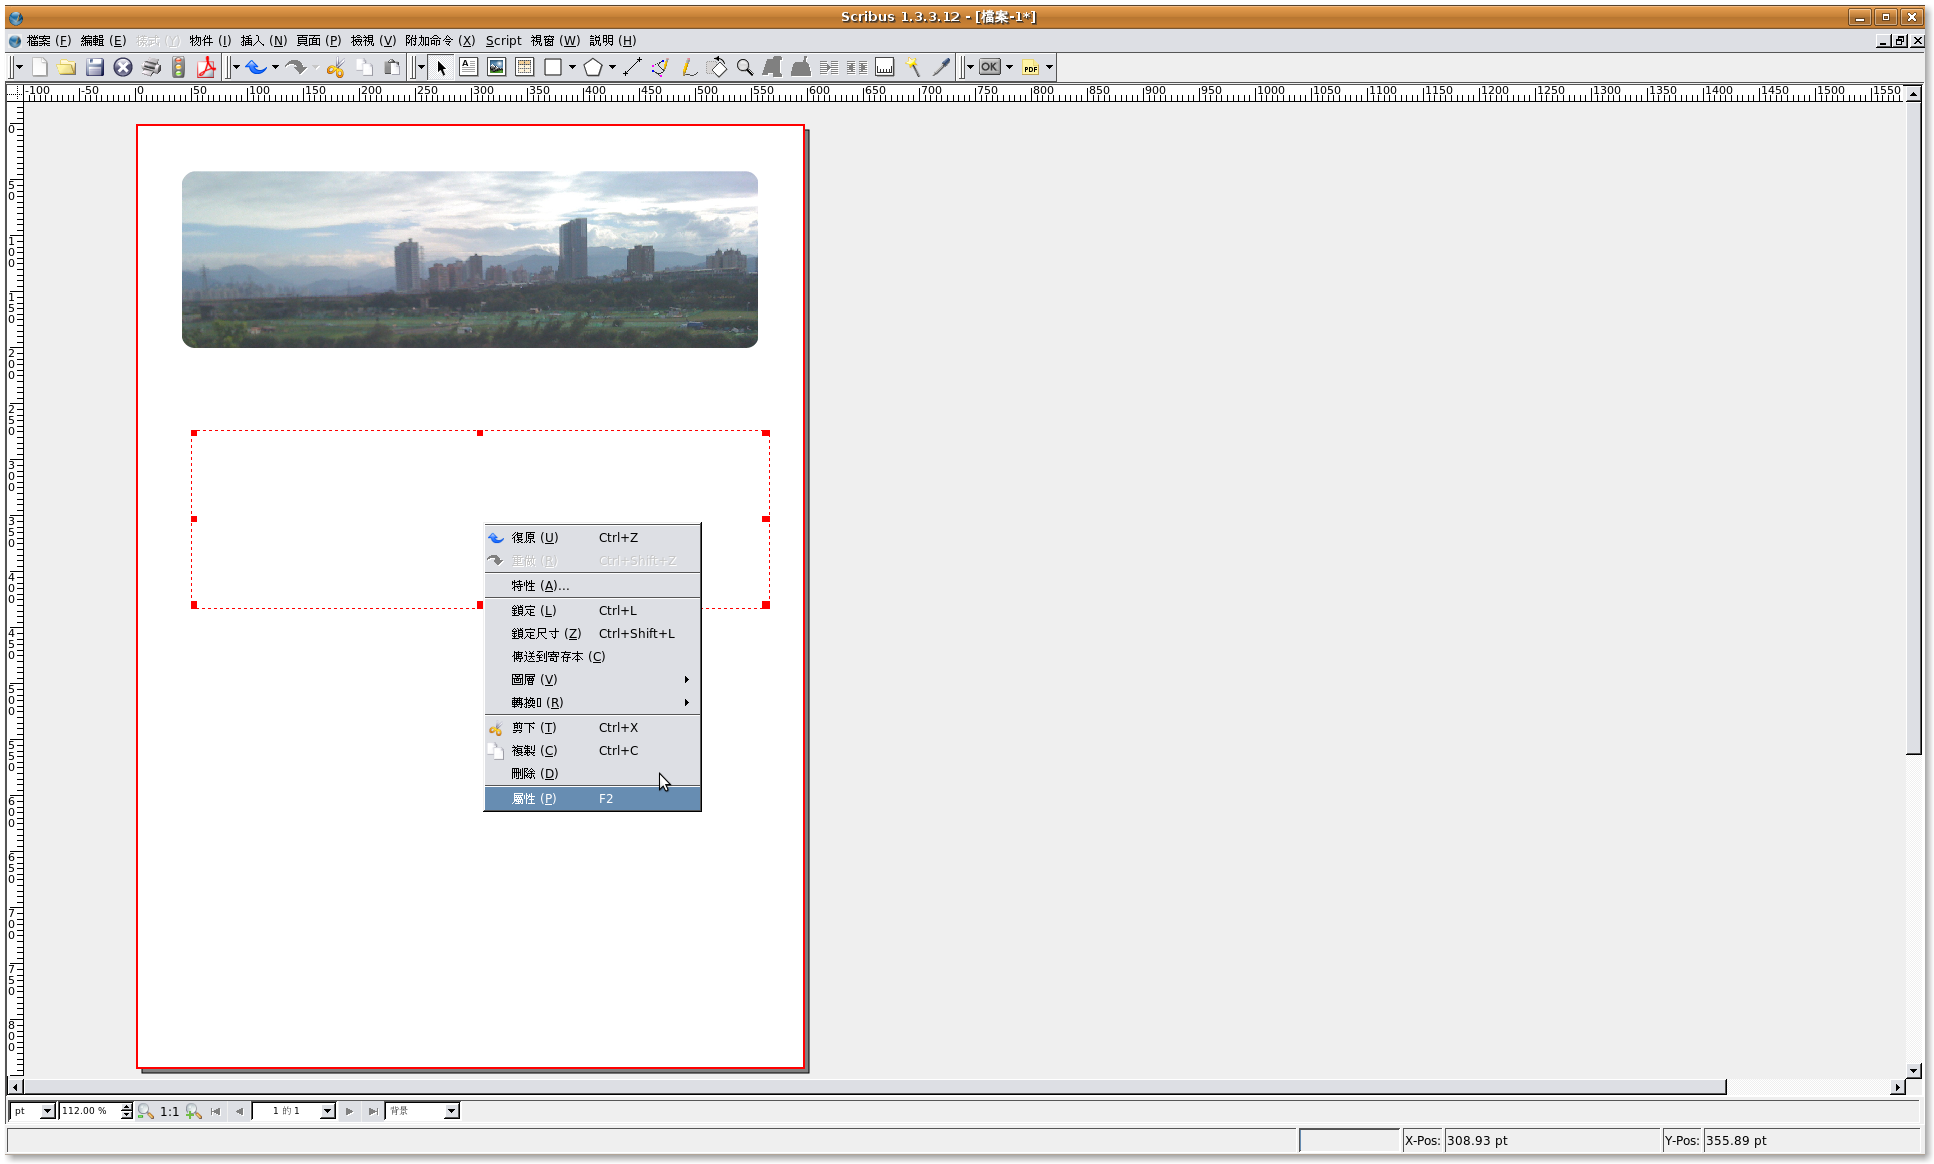 Scribus 1.3.3.12 - [檔案-1*]
檔案 (F) 編輯 (E) 樣式 (Y) 物件 (I) 插入 (N) 頁面 (P) 檢視 (V) 附加命令 (X) Script 視窗 (W) 說明 (H)
OK PDF
-100 -50 0 50 100 150 200 250 300 350 400 450 500 550 600 650 700 750 800 850 900 950 1000 1050 1100 1150 1200 1250 1300 1350 1400 1450 1500 1550
0
50
100
150
200
250
300
350
400
450
500
550
600
650
700
750
800
復原 (U) Ctrl+Z
重做 (R) Ctrl+Shift+Z
特性 (A)...
鎖定 (L) Ctrl+L
鎖定尺寸 (Z) Ctrl+Shift+L
傳送到寄存本 (C)
圖層 (V)
轉換 (R)
剪下 (T) Ctrl+X
複製 (C) Ctrl+C
刪除 (D)
屬性 (P) F2
pt 112.00 % 1:1 1 的 1 背景
X-Pos: 308.93 pt Y-Pos: 355.89 pt